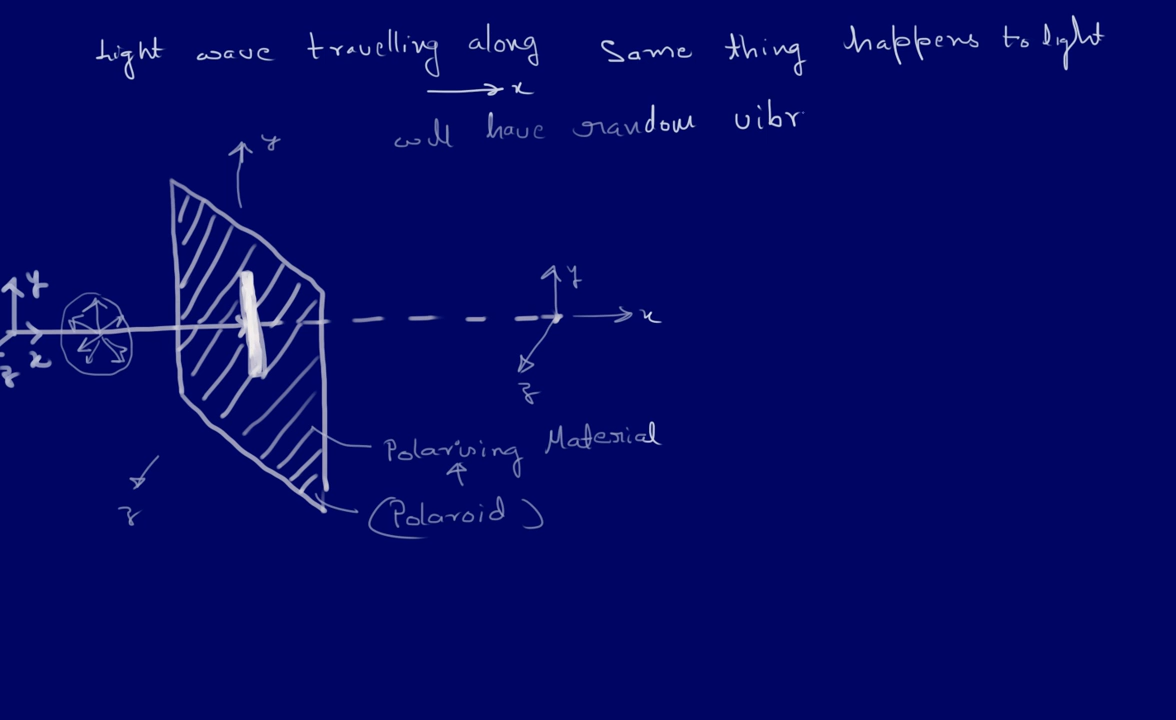 Light wave travelling along Same thing happens to light
x
will have random vibr
y
y
y
x
x
z
z
Polarising Material
z
(Polaroid)